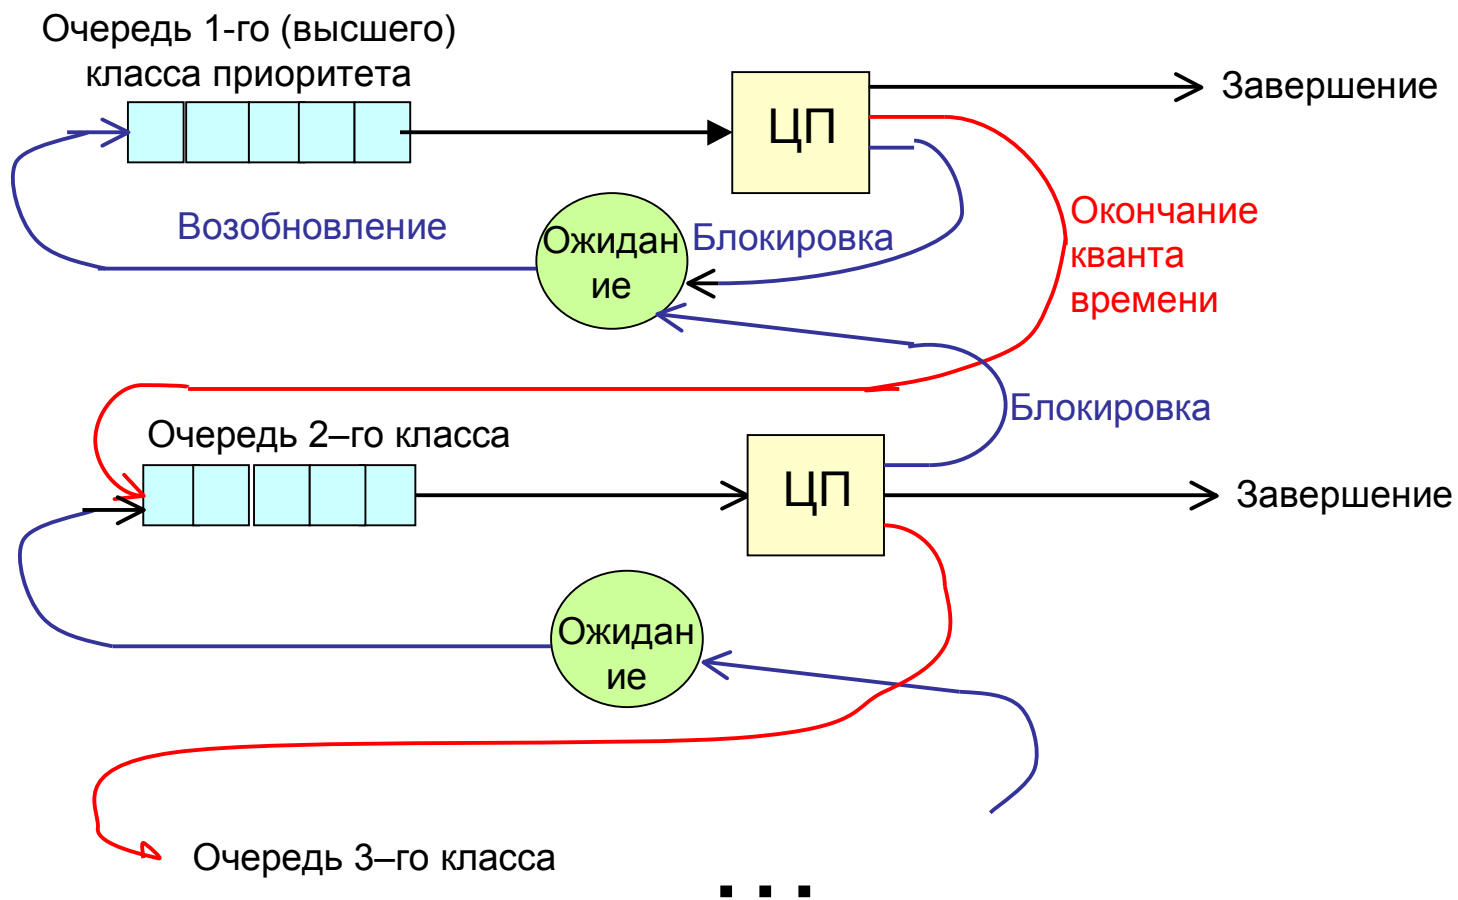 Очередь 1-го (высшего)
класса приоритета
ЦП
Завершение
Возобновление
Ожидан
ие
Блокировка
Окончание
кванта
времени
Блокировка
Очередь 2–го класса
ЦП
Завершение
Ожидан
ие
Очередь 3–го класса
...